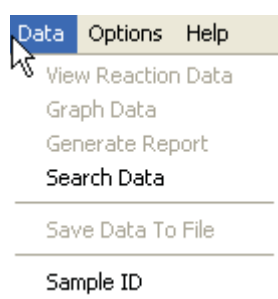 Data Options Help
View Reaction Data
Graph Data
Generate Report
Search Data
Save Data To File
Sample ID